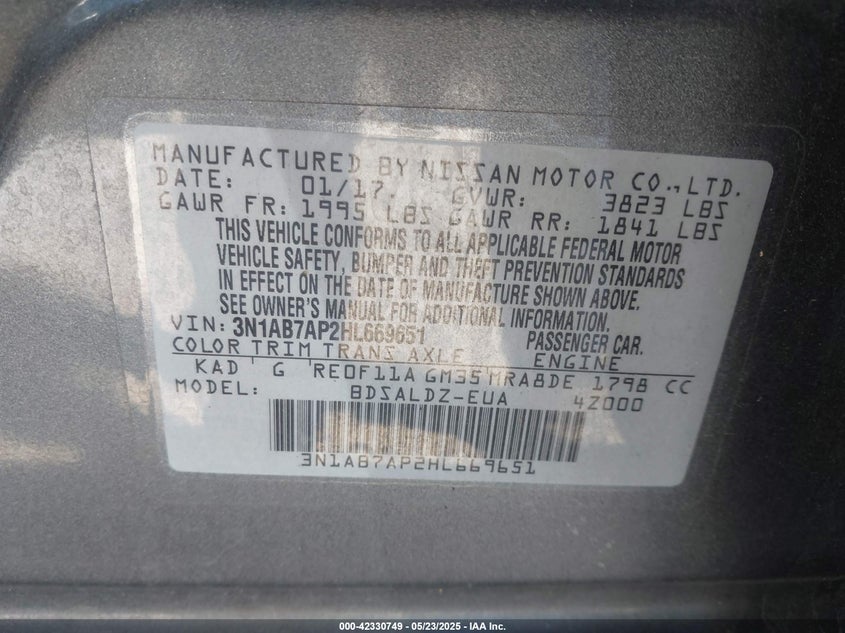 MANUFACTURED BY NISSAN MOTOR CO., LTD.
DATE: 01/17 GVWR: 3823 LBS
GAWR FR: 1995 LBS GAWR RR: 1841 LBS
THIS VEHICLE CONFORMS TO ALL APPLICABLE FEDERAL MOTOR
VEHICLE SAFETY, BUMPER AND THEFT PREVENTION STANDARDS
IN EFFECT ON THE DATE OF MANUFACTURE SHOWN ABOVE.
SEE OWNER'S MANUAL FOR ADDITIONAL INFORMATION.
VIN: 3N1AB7AP2HL669651 PASSENGER CAR.
COLOR TRIM TRANS AXLE ENGINE
KAD G RE0F11A GM35 MRA8DE 1798 CC
MODEL: BDSALDZ-EUA 4Z000
3N1AB7AP2HL669651
000-42330749 — 05/23/2025 — IAA Inc.